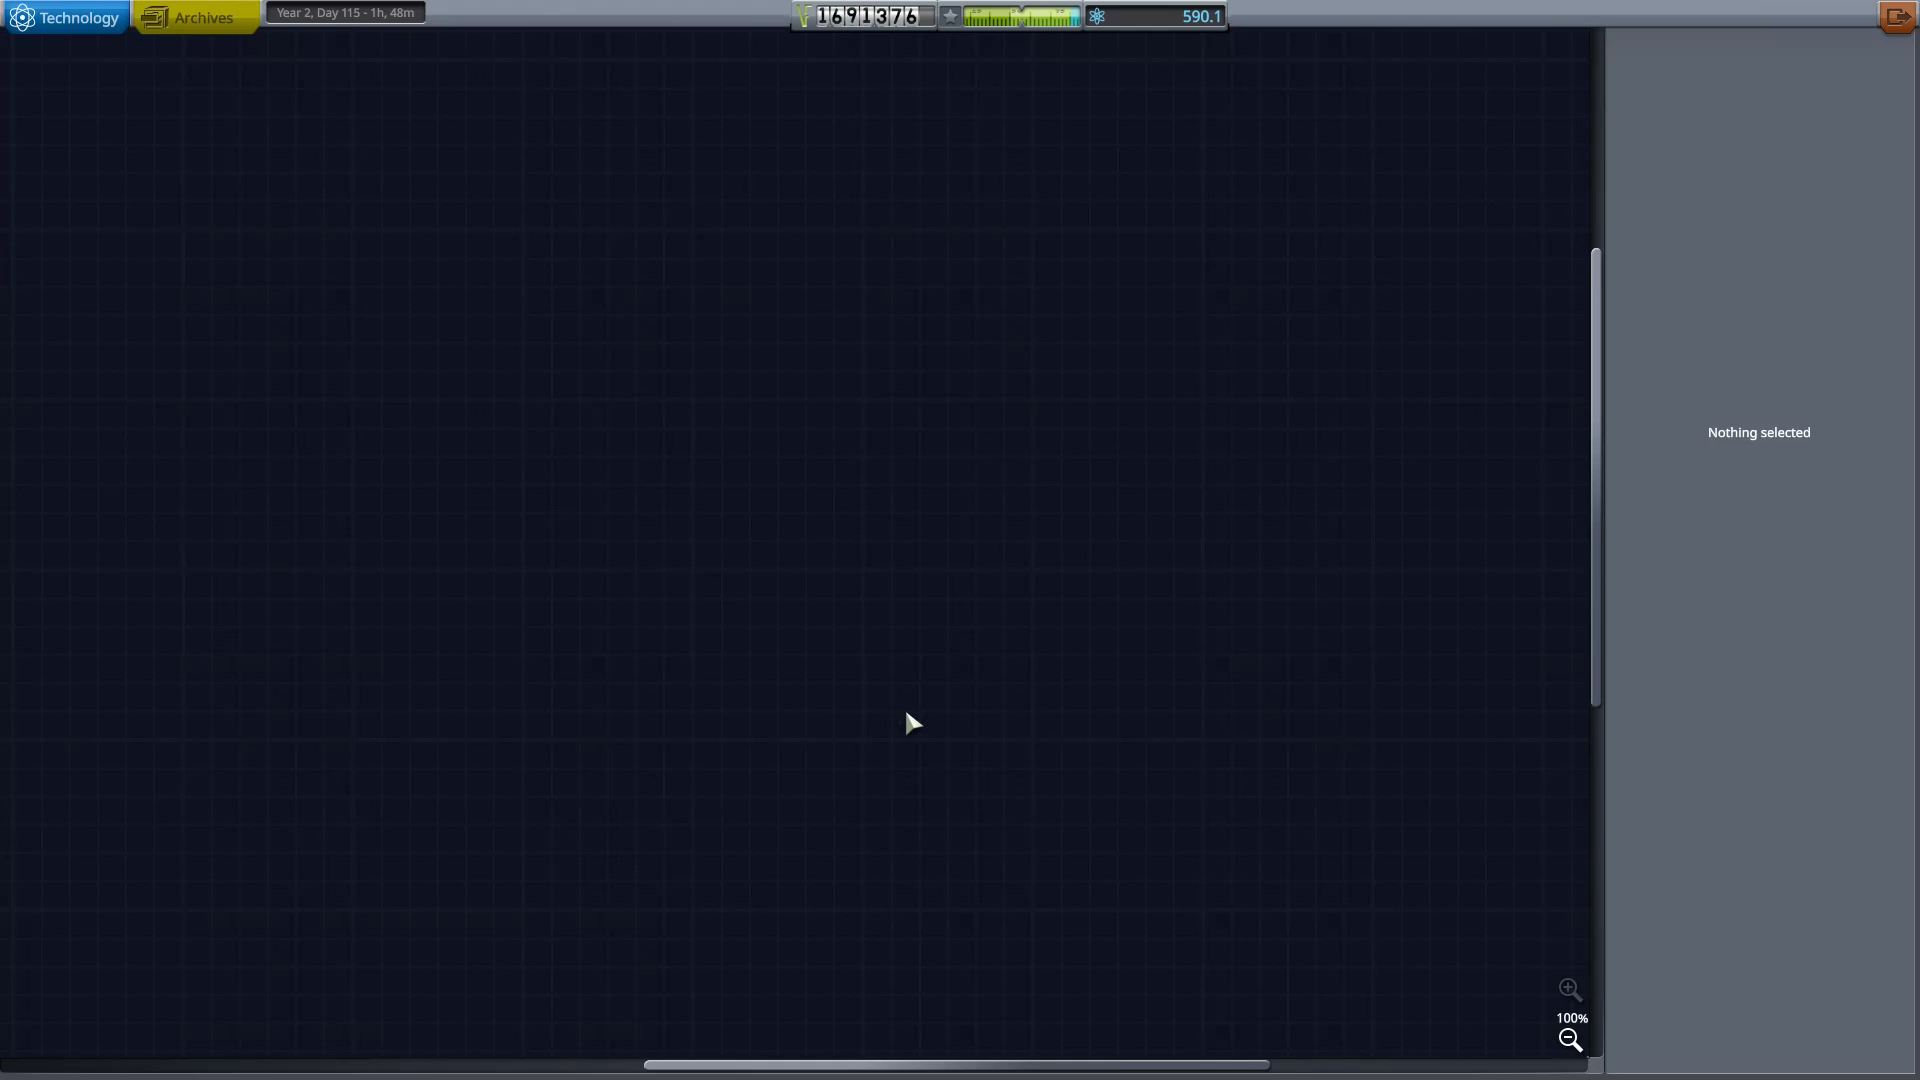 Technology
Archives
Year 2, Day 115 - 1h, 48m
1691376
590.1
Nothing selected
100%